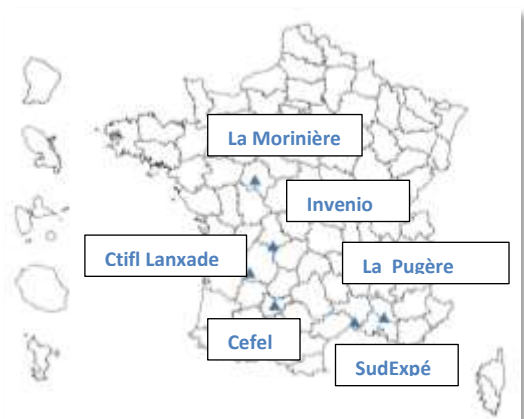 La Morinière
Invenio
Ctifl Lanxade
La Pugère
Cefel
SudExpé